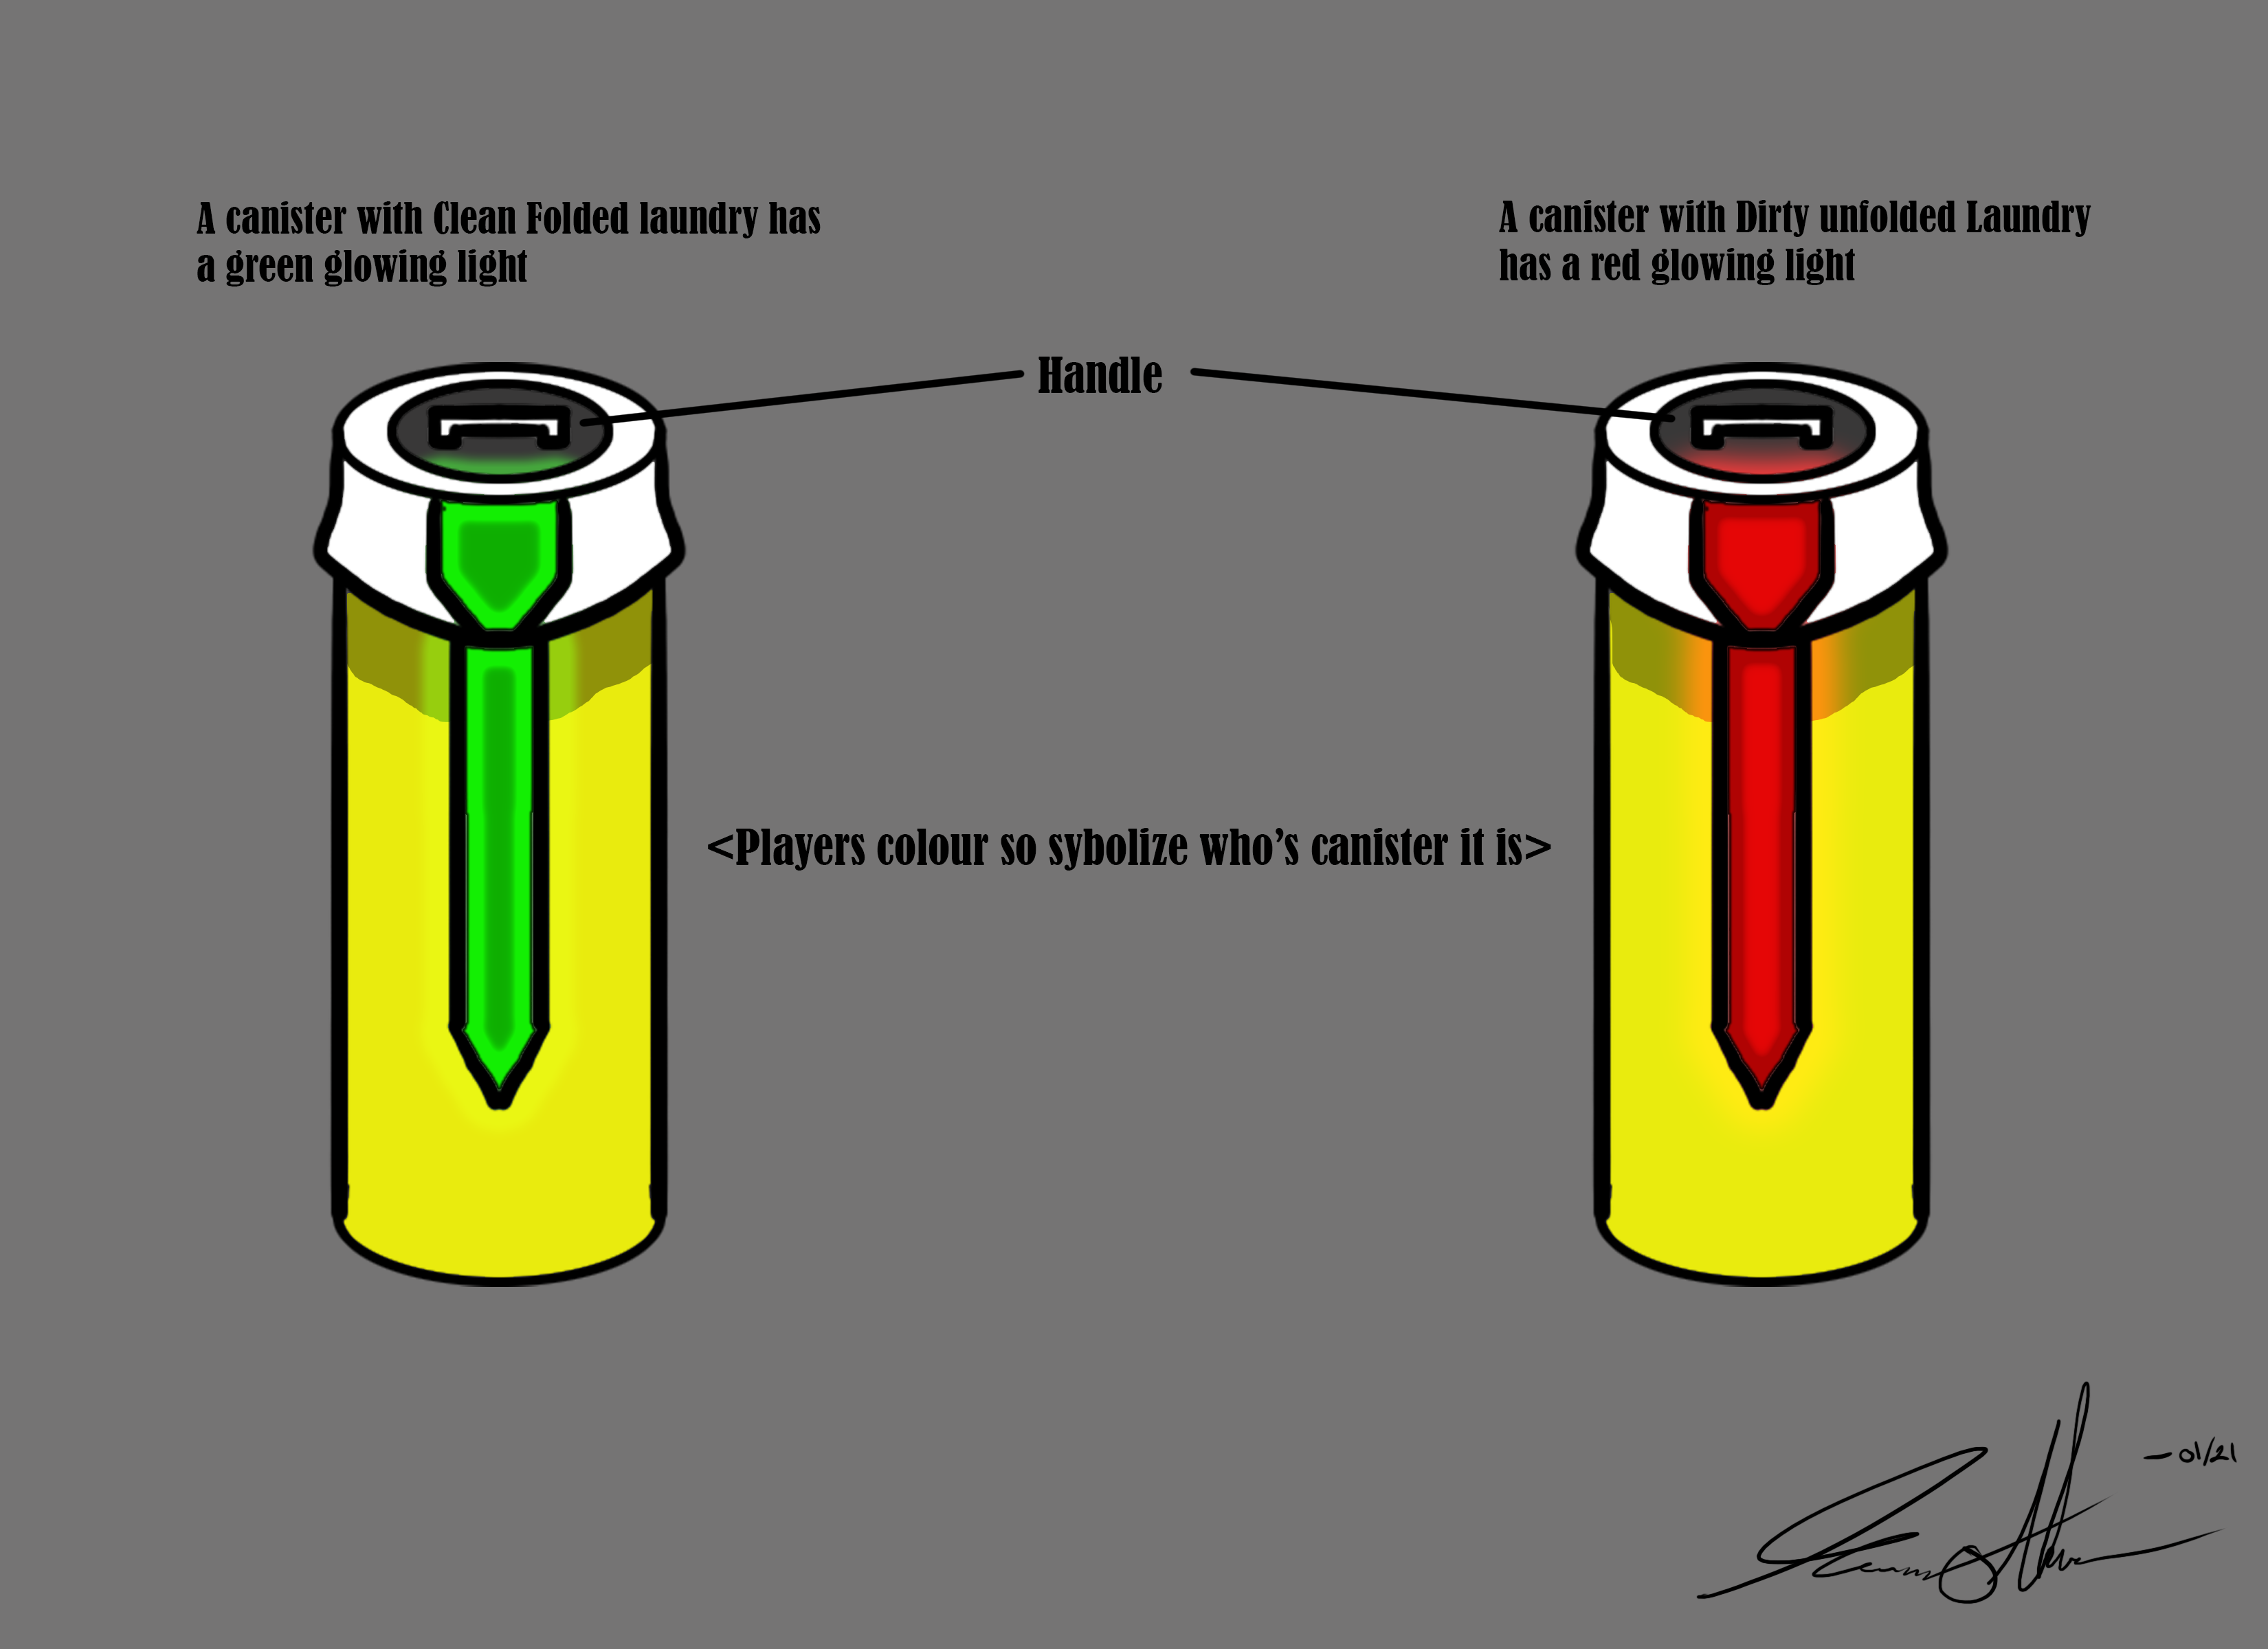 A canister with Clean Folded laundry has
a green glowing light
A canister with Dirty unfolded Laundry
has a red glowing light
Handle
<Players colour so sybolize who’s canister it is>
– 01/21